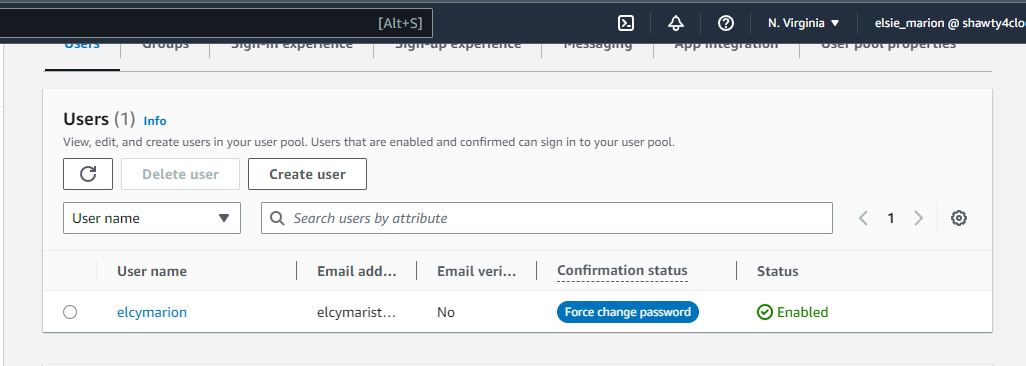 [Alt+S] N. Virginia elsie_marion @ shawty4clo
Users Groups Sign-in experience Sign-up experience Messaging App integration User pool properties
Users (1) Info
View, edit, and create users in your user pool. Users that are enabled and confirmed can sign in to your user pool.
Delete user Create user
User name Search users by attribute 1
User name Email add... Email veri... Confirmation status Status
elcymarion elcymarist... No Force change password Enabled